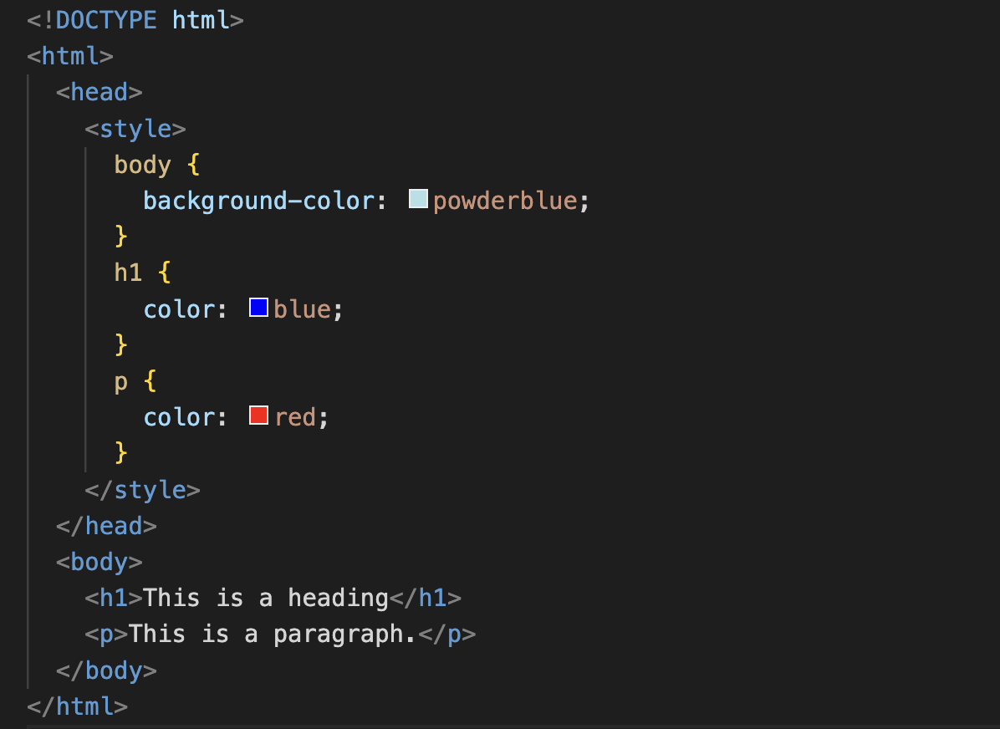 <!DOCTYPE html>
<html>
  <head>
    <style>
      body {
        background-color: powderblue;
      }
      h1 {
        color: blue;
      }
      p {
        color: red;
      }
    </style>
  </head>
  <body>
    <h1>This is a heading</h1>
    <p>This is a paragraph.</p>
  </body>
</html>